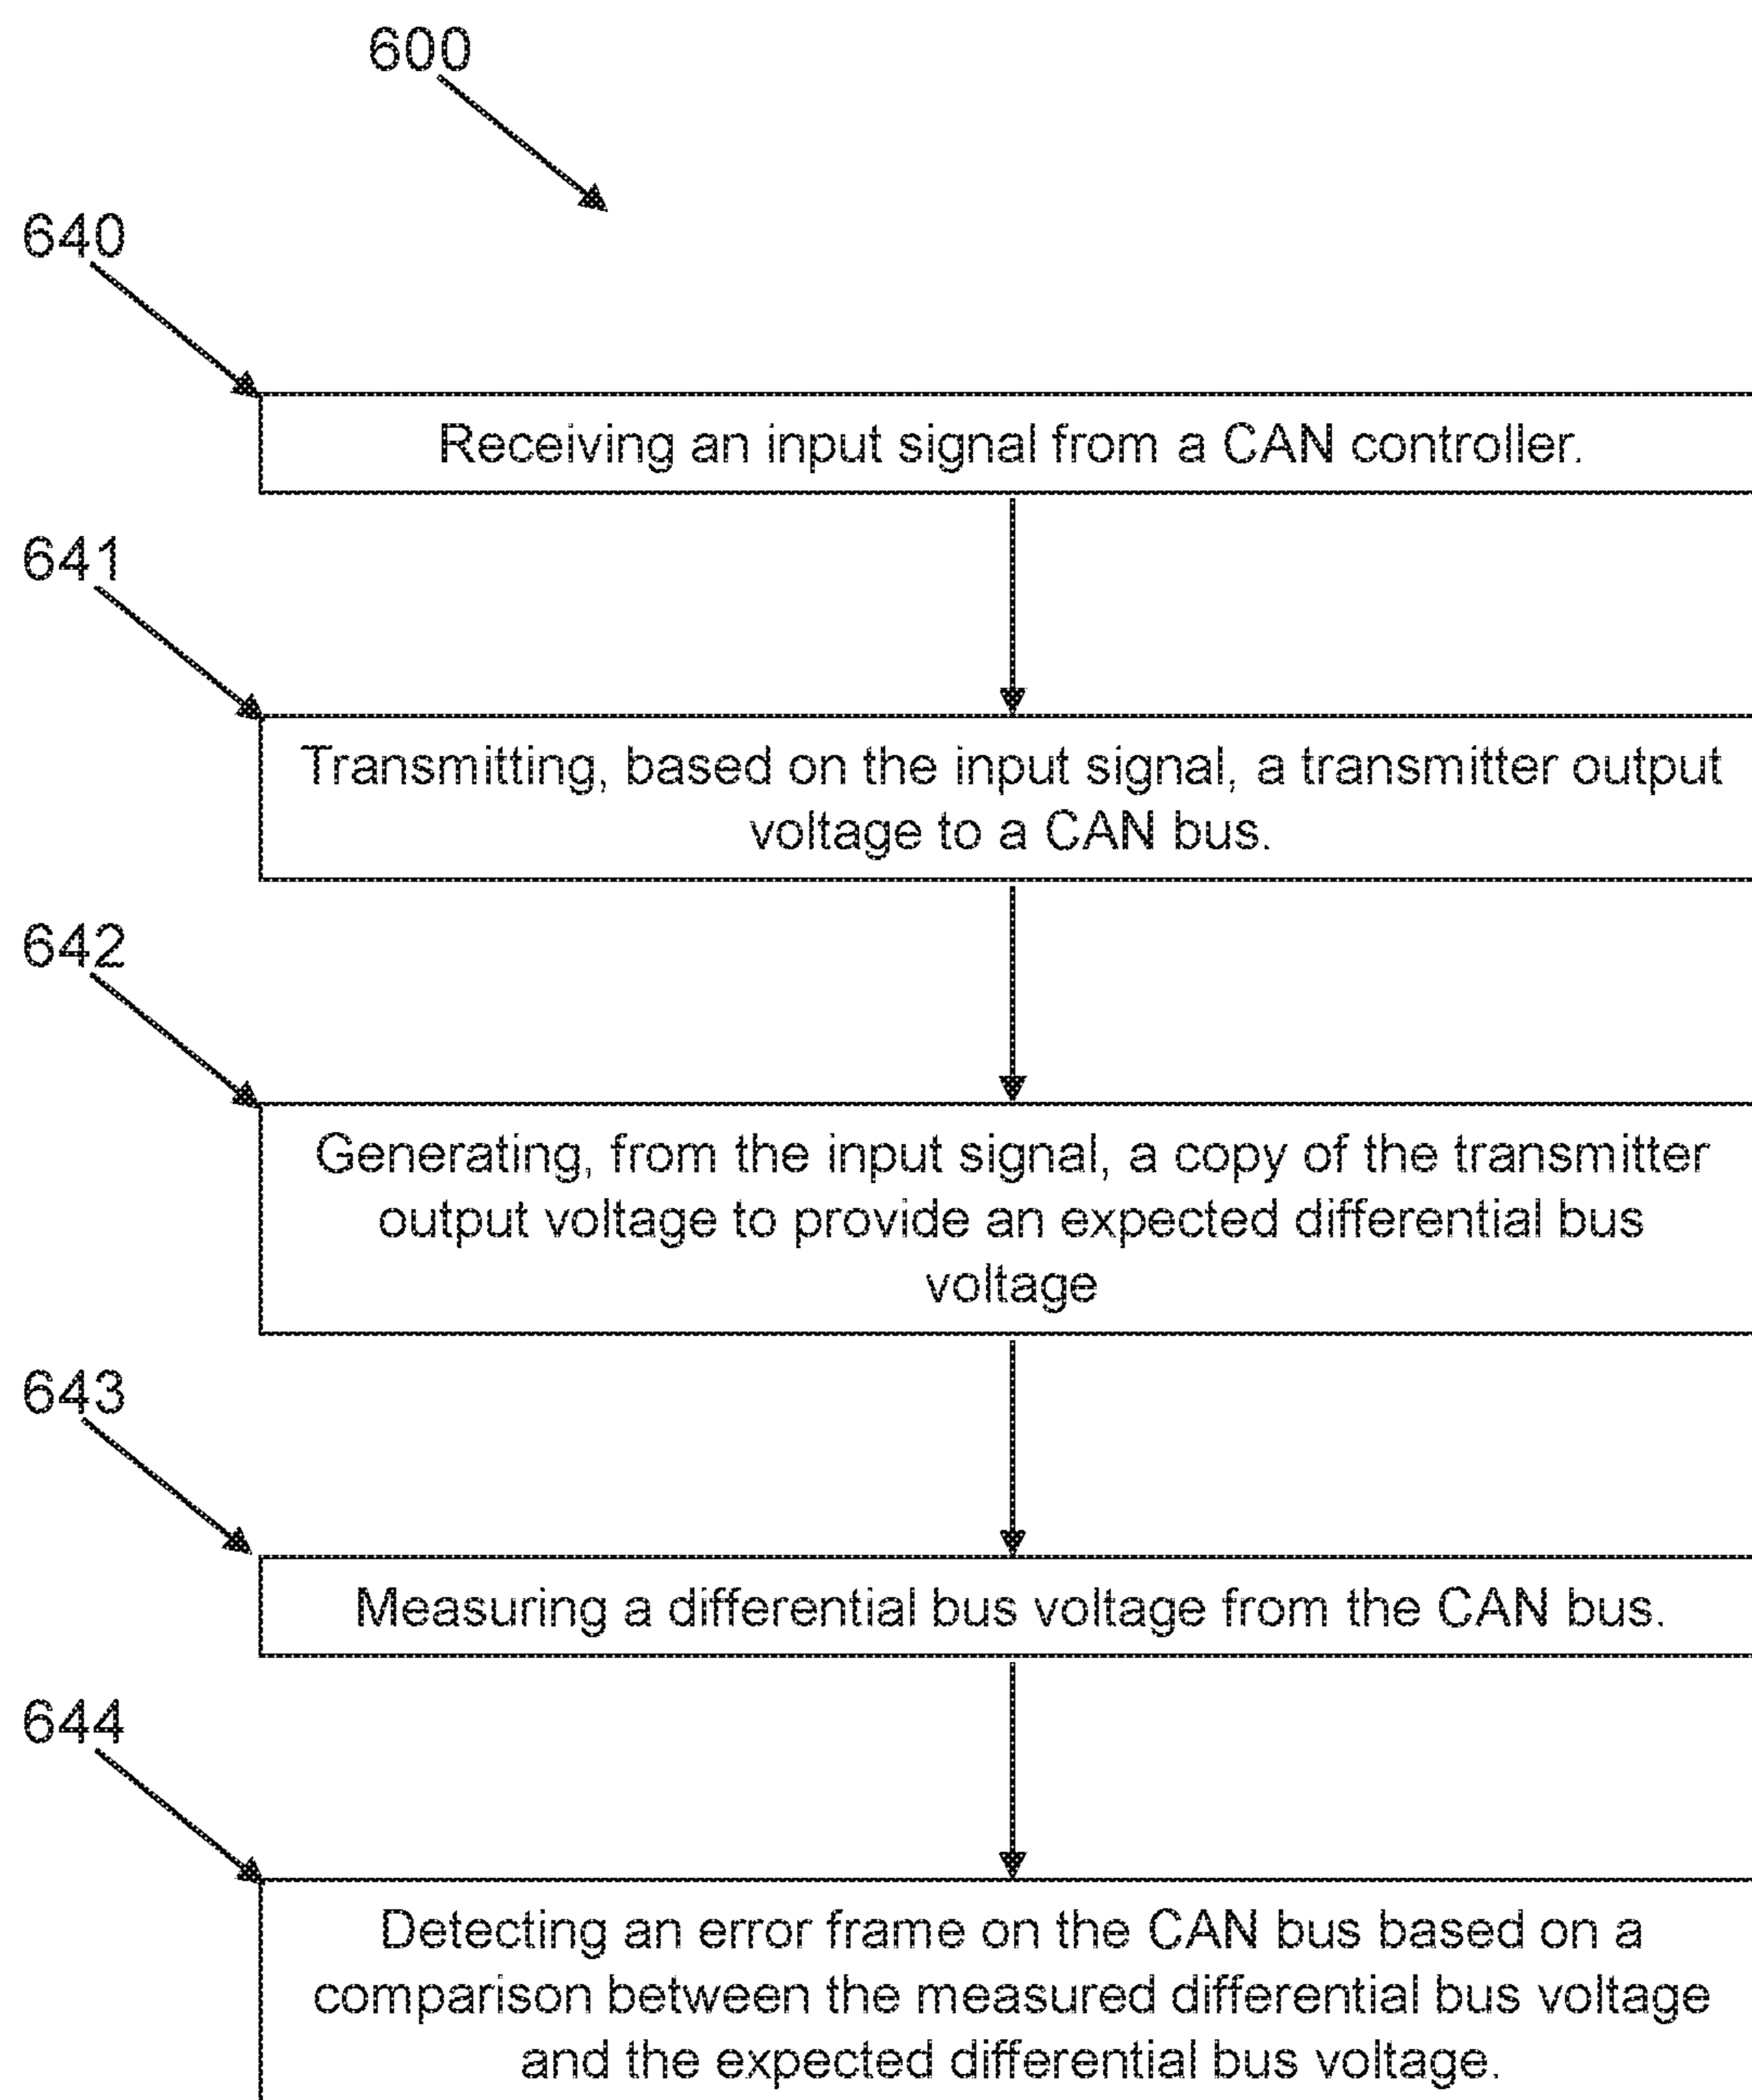 600
640
Receiving an input signal from a CAN controller.
641
Transmitting, based on the input signal, a transmitter output
voltage to a CAN bus.
642
Generating, from the input signal, a copy of the transmitter
output voltage to provide an expected differential bus
voltage
643
Measuring a differential bus voltage from the CAN bus.
644
Detecting an error frame on the CAN bus based on a
comparison between the measured differential bus voltage
and the expected differential bus voltage.